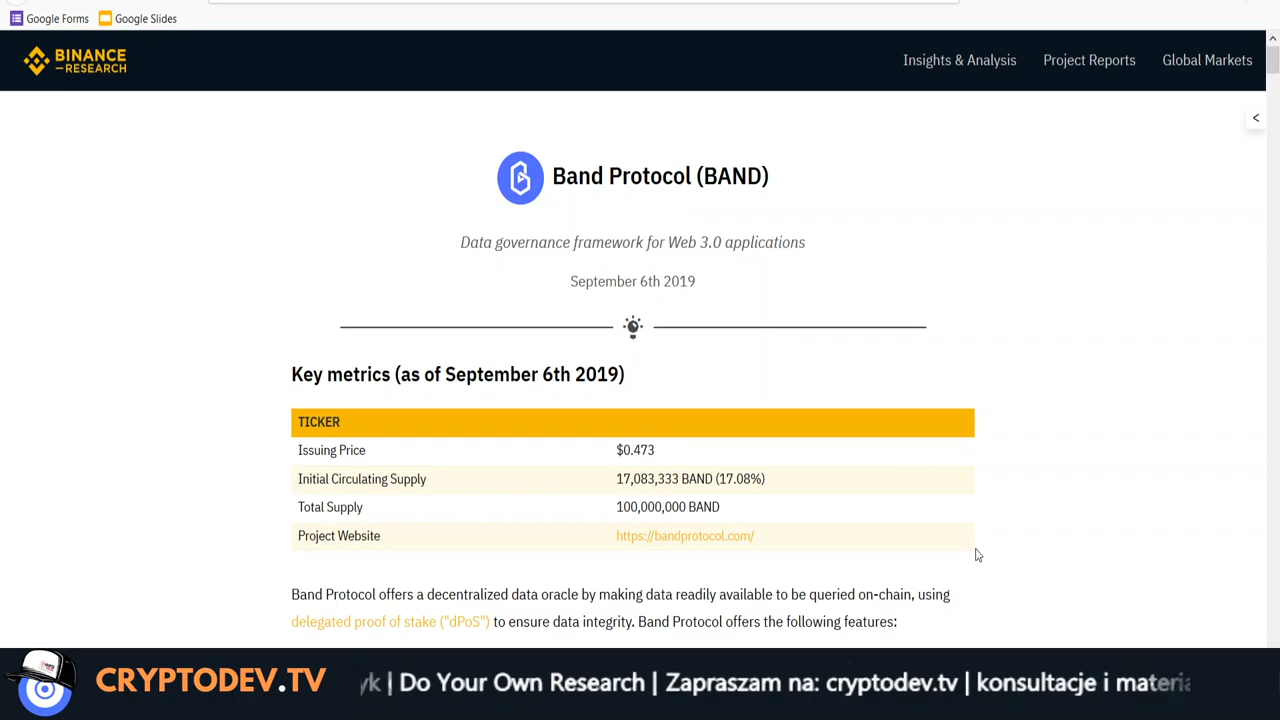 Google Forms Google Slides
BINANCE
RESEARCH
Insights & Analysis Project Reports Global Markets
Band Protocol (BAND)
Data governance framework for Web 3.0 applications
September 6th 2019
Key metrics (as of September 6th 2019)
TICKER
Issuing Price $0.473
Initial Circulating Supply 17,083,333 BAND (17.08%)
Total Supply 100,000,000 BAND
Project Website https://bandprotocol.com/
Band Protocol offers a decentralized data oracle by making data readily available to be queried on-chain, using
delegated proof of stake ("dPoS") to ensure data integrity. Band Protocol offers the following features:
CRYPTODEV.TV
| Do Your Own Research | Zapraszam na: cryptodev.tv | konsultacje i